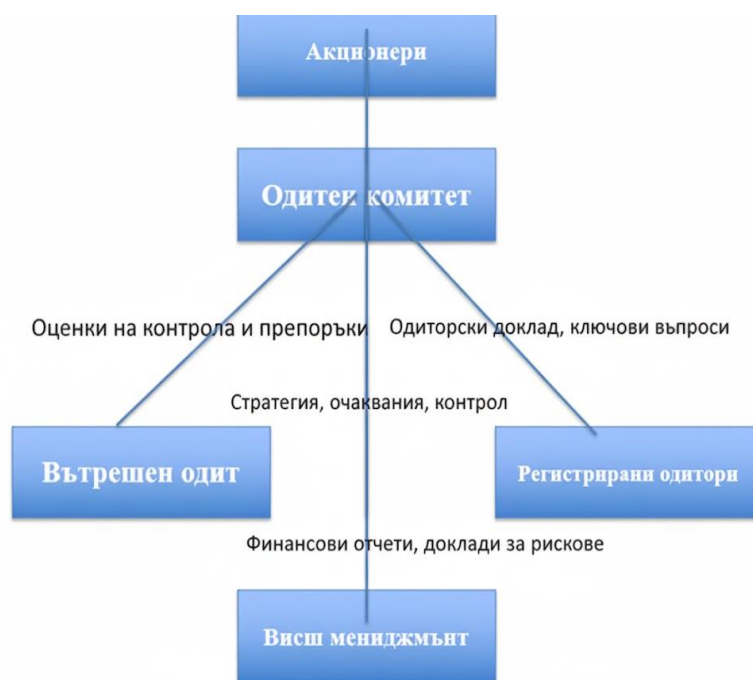 Акционери
Одитен комитет
Оценки на контрола и препоръки
Одиторски доклад, ключови въпроси
Стратегия, очаквания, контрол
Вътрешен одит
Регистрирани одитори
Финансови отчети, доклади за рискове
Висш мениджмънт